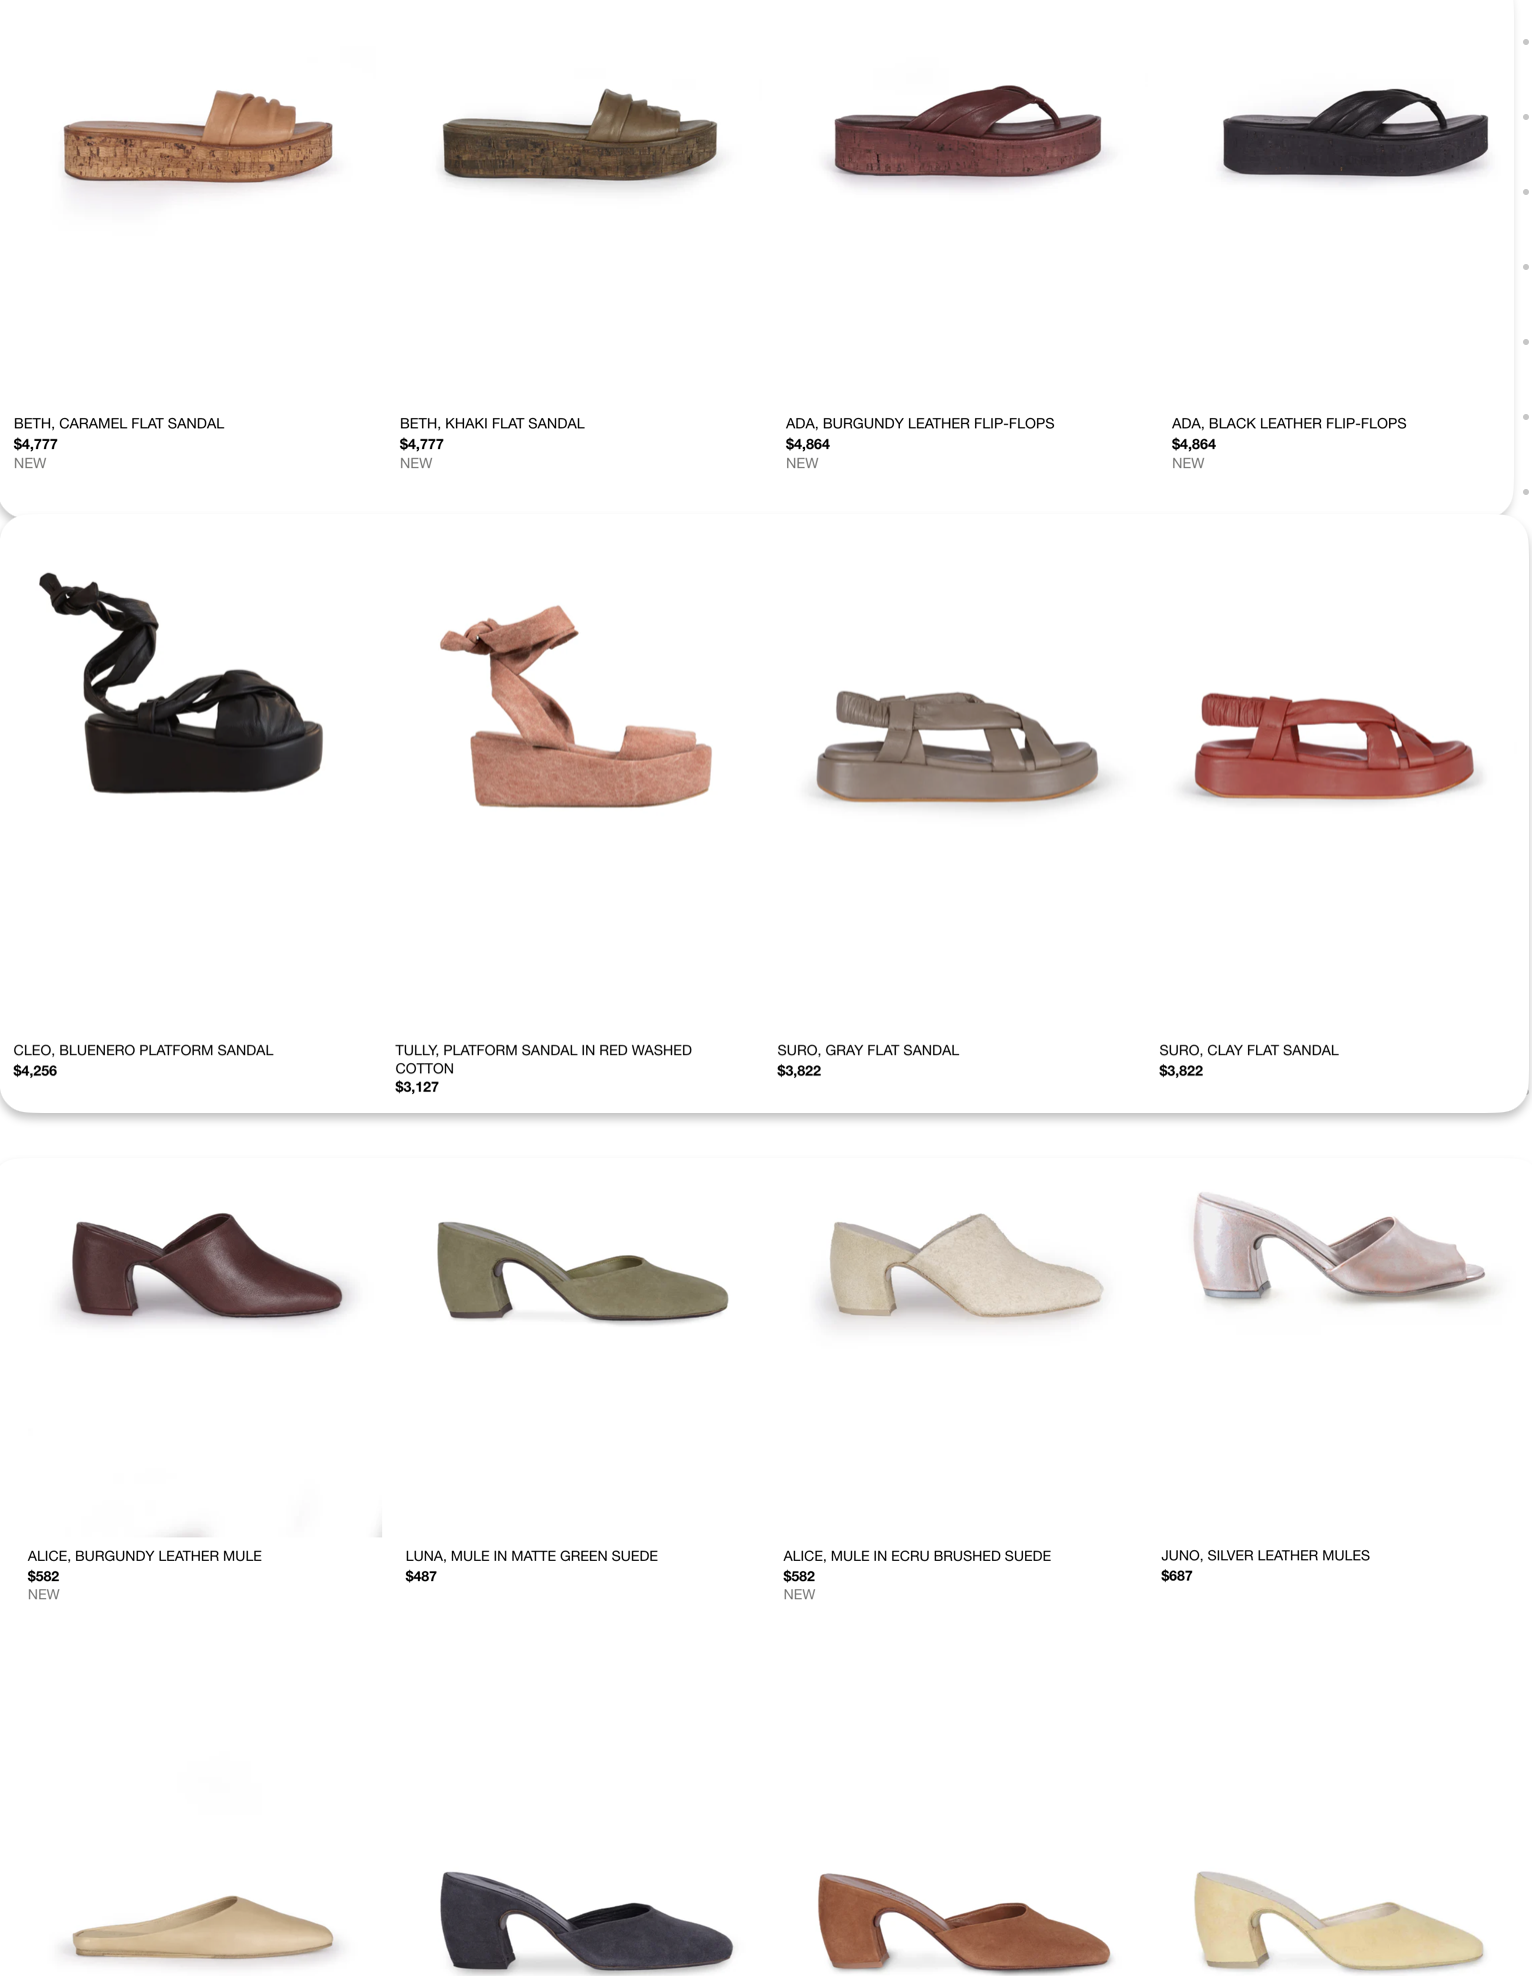 BETH, CARAMEL FLAT SANDAL
$4,777
NEW
BETH, KHAKI FLAT SANDAL
$4,777
NEW
ADA, BURGUNDY LEATHER FLIP-FLOPS
$4,864
NEW
ADA, BLACK LEATHER FLIP-FLOPS
$4,864
NEW
CLEO, BLUENERO PLATFORM SANDAL
$4,256
TULLY, PLATFORM SANDAL IN RED WASHED
COTTON
$3,127
SURO, GRAY FLAT SANDAL
$3,822
SURO, CLAY FLAT SANDAL
$3,822
ALICE, BURGUNDY LEATHER MULE
$582
NEW
LUNA, MULE IN MATTE GREEN SUEDE
$487
ALICE, MULE IN ECRU BRUSHED SUEDE
$582
NEW
JUNO, SILVER LEATHER MULES
$687